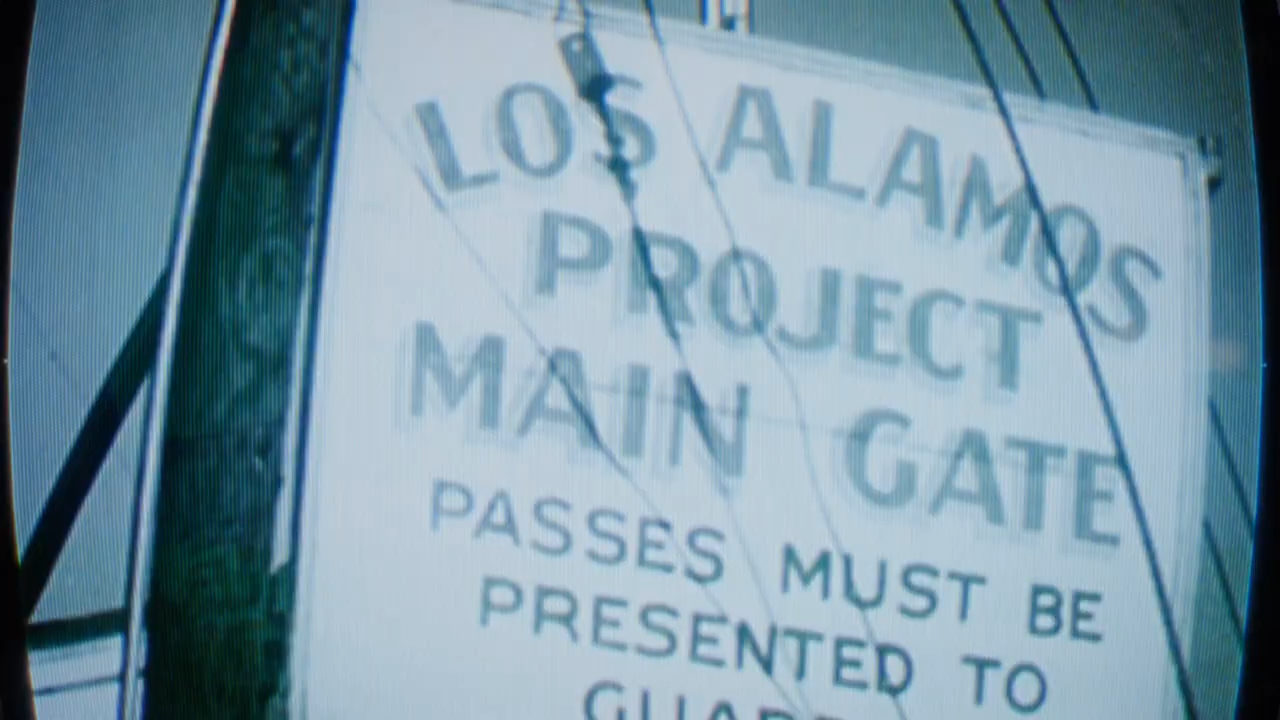 LOS ALAMOS
PROJECT
MAIN GATE
PASSES MUST BE
PRESENTED TO